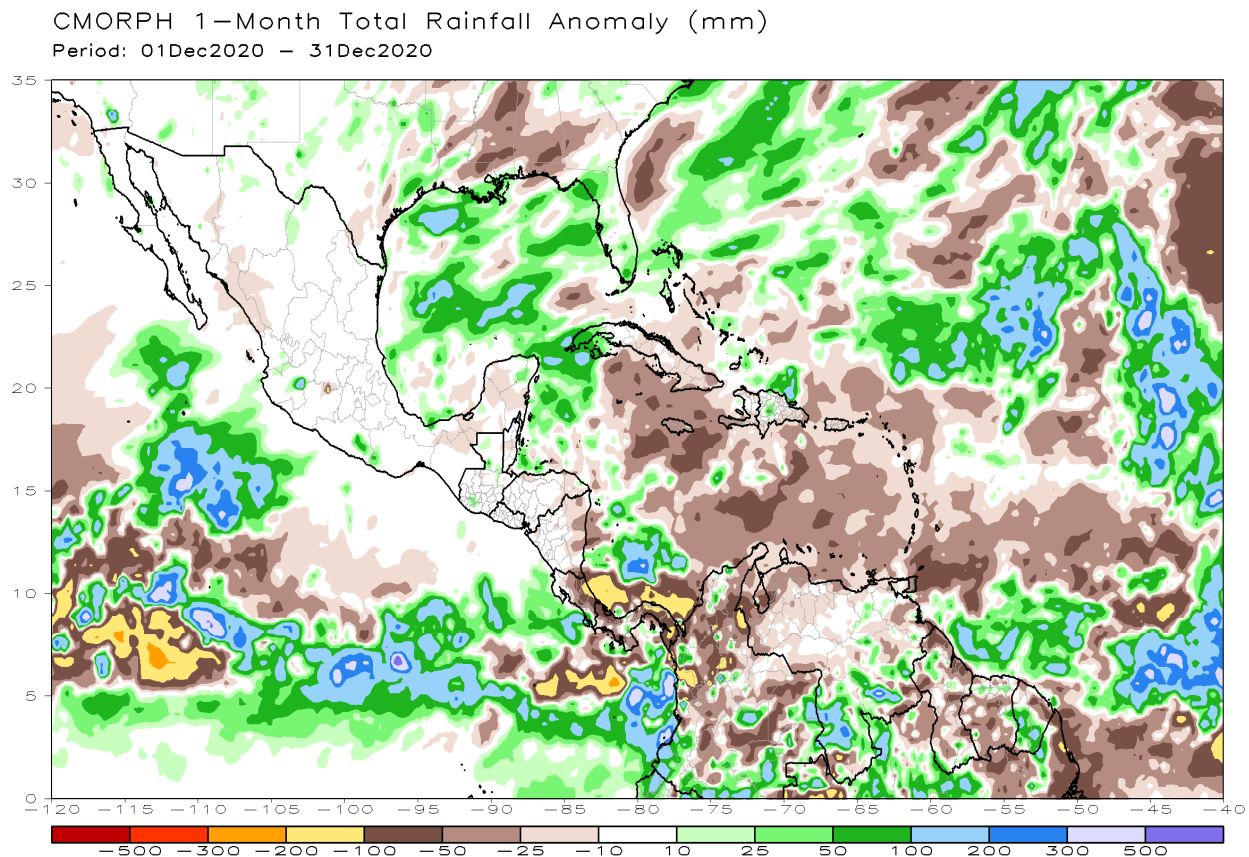 CMORPH 1-Month Total Rainfall Anomaly (mm)
Period: 01Dec2020 - 31Dec2020
35
30
25
20
15
10
5
0
-120 -115 -110 -105 -100 -95 -90 -85 -80 -75 -70 -65 -60 -55 -50 -45 -40
-500 -300 -200 -100 -50 -25 -10 10 25 50 100 200 300 500